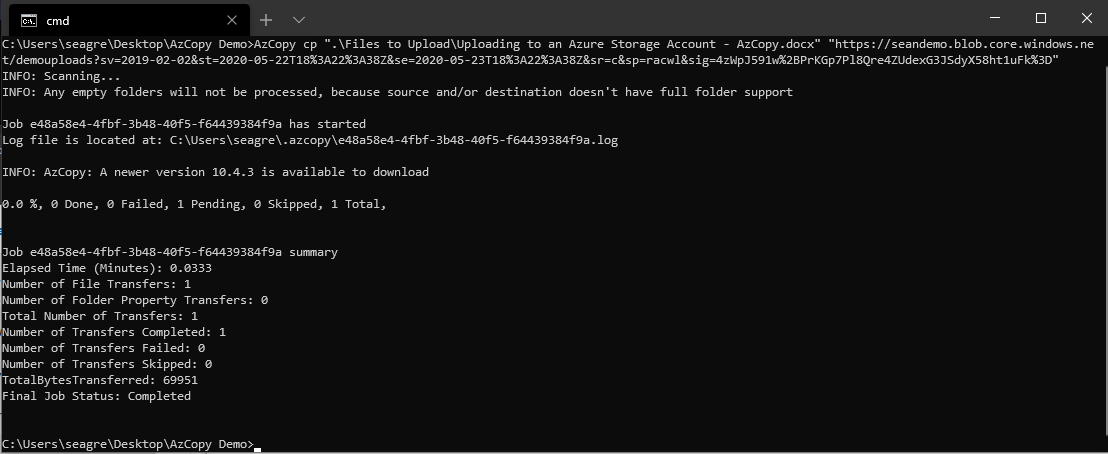 cmd
C:\Users\seagre\Desktop\AzCopy Demo>AzCopy cp ".\Files to Upload\Uploading to an Azure Storage Account - AzCopy.docx" "https://seandemo.blob.core.windows.ne
t/demouploads?sv=2019-02-02&st=2020-05-22T18%3A22%3A38Z&se=2020-05-23T18%3A22%3A38Z&sr=c&sp=racwl&sig=4zWpJ591w%2BPrKGp7Pl8Qre4ZUdexG3JSdyX58ht1uFk%3D"
INFO: Scanning...
INFO: Any empty folders will not be processed, because source and/or destination doesn't have full folder support
Job e48a58e4-4fbf-3b48-40f5-f64439384f9a has started
Log file is located at: C:\Users\seagre\.azcopy\e48a58e4-4fbf-3b48-40f5-f64439384f9a.log
INFO: AzCopy: A newer version 10.4.3 is available to download
0.0 %, 0 Done, 0 Failed, 1 Pending, 0 Skipped, 1 Total,
Job e48a58e4-4fbf-3b48-40f5-f64439384f9a summary
Elapsed Time (Minutes): 0.0333
Number of File Transfers: 1
Number of Folder Property Transfers: 0
Total Number of Transfers: 1
Number of Transfers Completed: 1
Number of Transfers Failed: 0
Number of Transfers Skipped: 0
TotalBytesTransferred: 69951
Final Job Status: Completed
C:\Users\seagre\Desktop\AzCopy Demo>